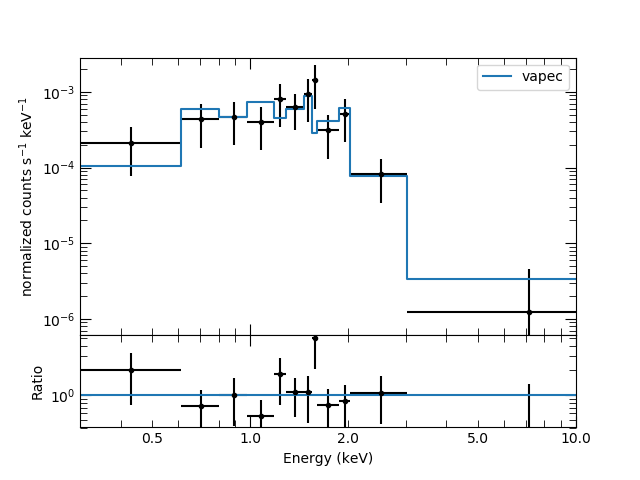 vapec
normalized counts s⁻¹ keV⁻¹
10⁻³
10⁻⁴
10⁻⁵
10⁻⁶
Ratio
10⁰
0.5 1.0 2.0 5.0 10.0
Energy (keV)